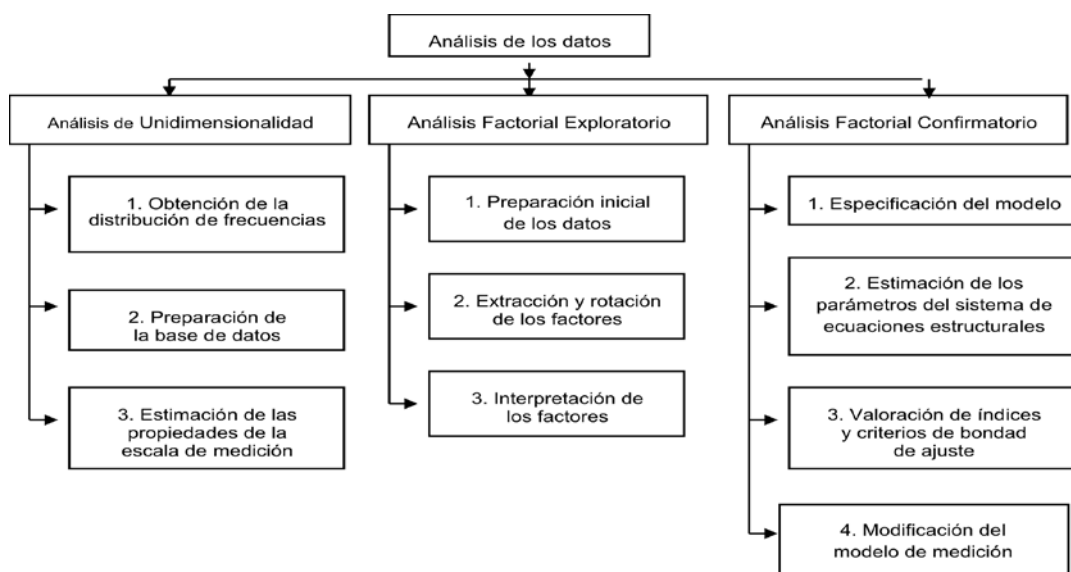 Análisis de los datos
Análisis de Unidimensionalidad
Análisis Factorial Exploratorio
Análisis Factorial Confirmatorio
1. Obtención de la
distribución de frecuencias
2. Preparación de
la base de datos
3. Estimación de las
propiedades de la
escala de medición
1. Preparación inicial
de los datos
2. Extracción y rotación
de los factores
3. Interpretación de
los factores
1. Especificación del modelo
2. Estimación de los
parámetros del sistema de
ecuaciones estructurales
3. Valoración de índices
y criterios de bondad
de ajuste
4. Modificación del
modelo de medición